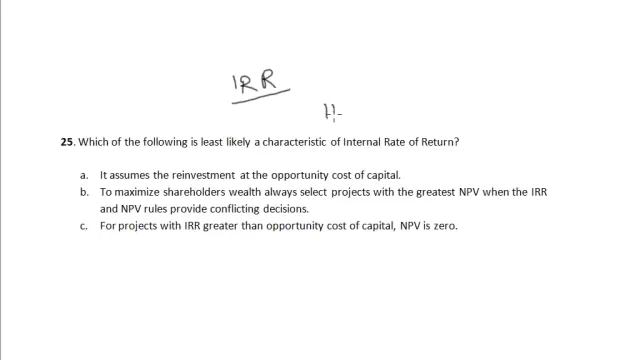 IRR
25. Which of the following is least likely a characteristic of Internal Rate of Return?
a. It assumes the reinvestment at the opportunity cost of capital.
b. To maximize shareholders wealth always select projects with the greatest NPV when the IRR
and NPV rules provide conflicting decisions.
c. For projects with IRR greater than opportunity cost of capital, NPV is zero.